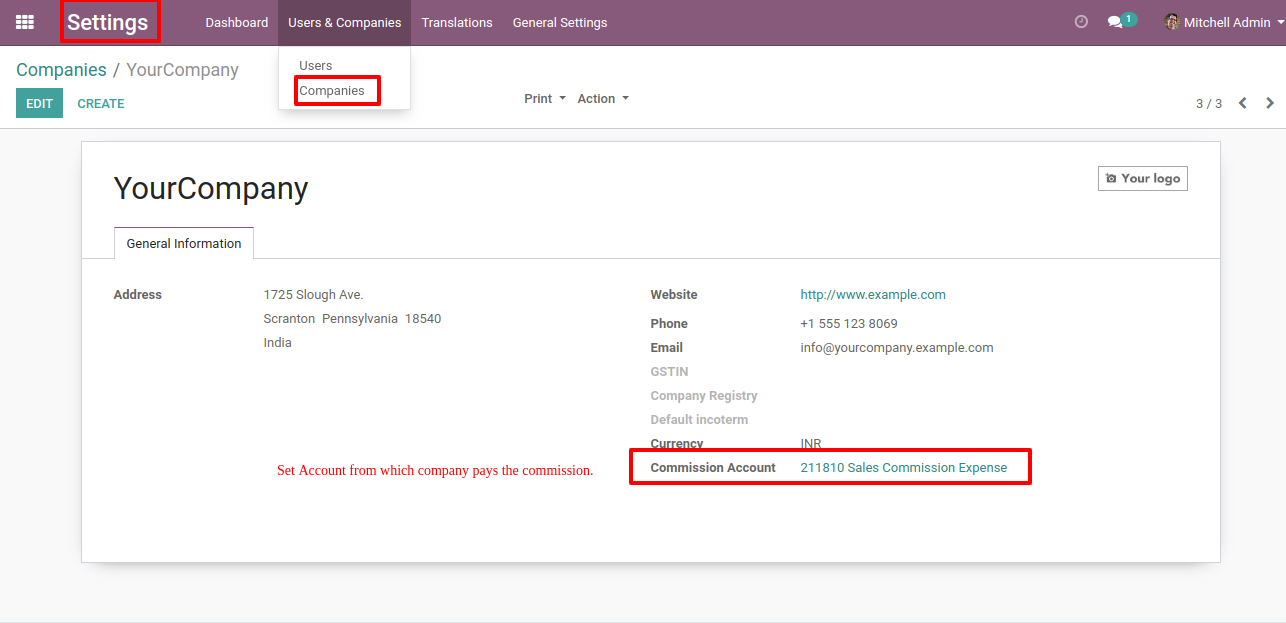 Settings Dashboard Users & Companies Translations General Settings 1 Mitchell Admin
Users
Companies
Companies / YourCompany
EDIT CREATE
Print Action
3 / 3
YourCompany
Your logo
General Information
Address 1725 Slough Ave.
Scranton Pennsylvania 18540
India
Website http://www.example.com
Phone +1 555 123 8069
Email info@yourcompany.example.com
GSTIN
Company Registry
Default incoterm
Currency INR
Set Account from which company pays the commission.
Commission Account 211810 Sales Commission Expense